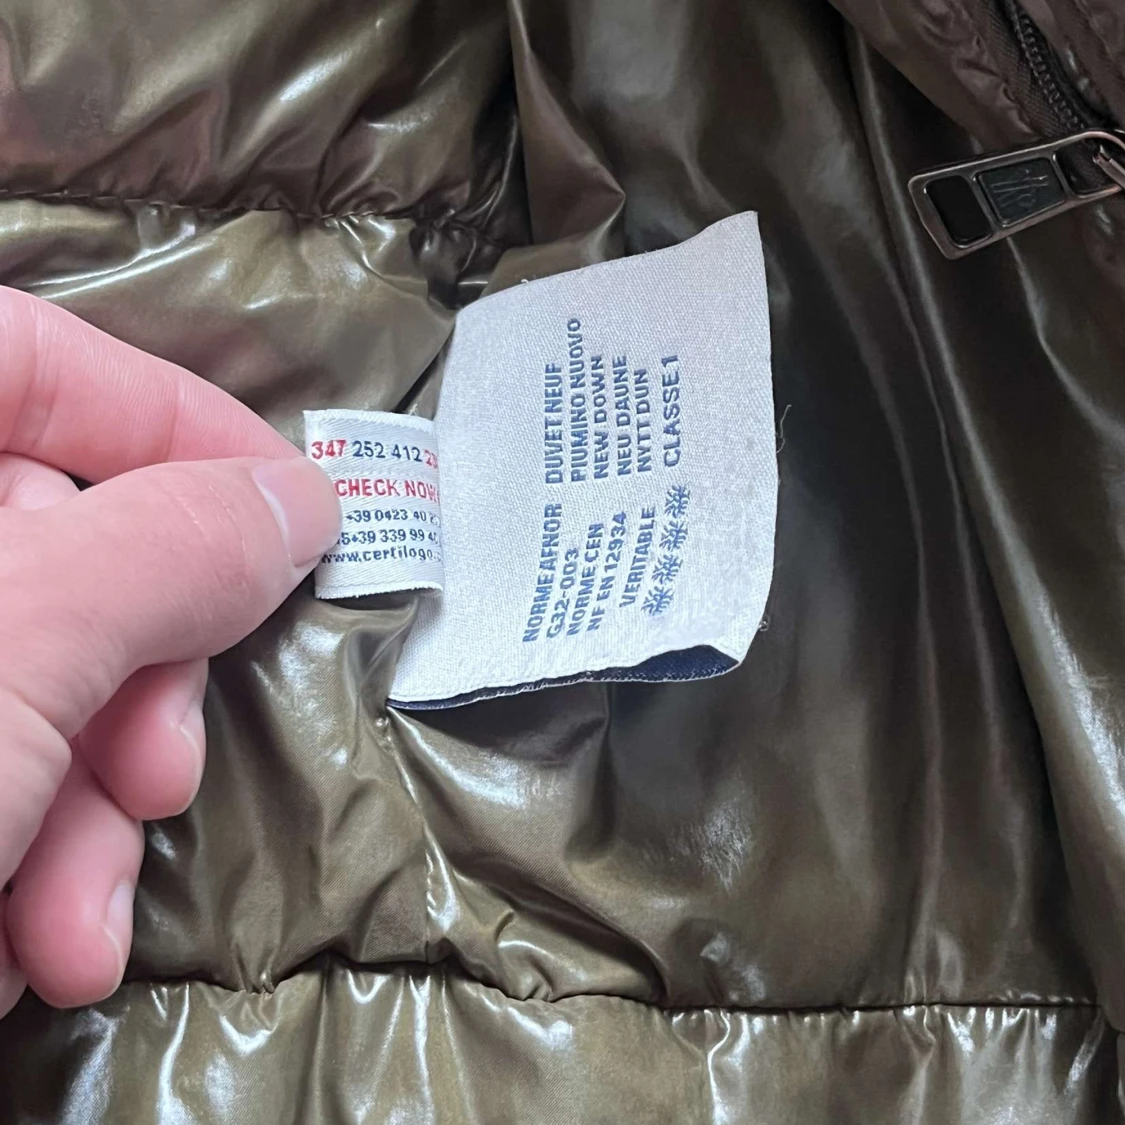 347 252 412
CHECK NOW
+39 0423 40
+39 339 99
www.certilogo.
DUVET NEUF
PIUMINO NUOVO
NEW DOWN
NEU DAUNE
NYTT DUN
CLASSE 1
NORME AFNOR
G32-003
NORME CEN
NF EN 12934
VERITABLE